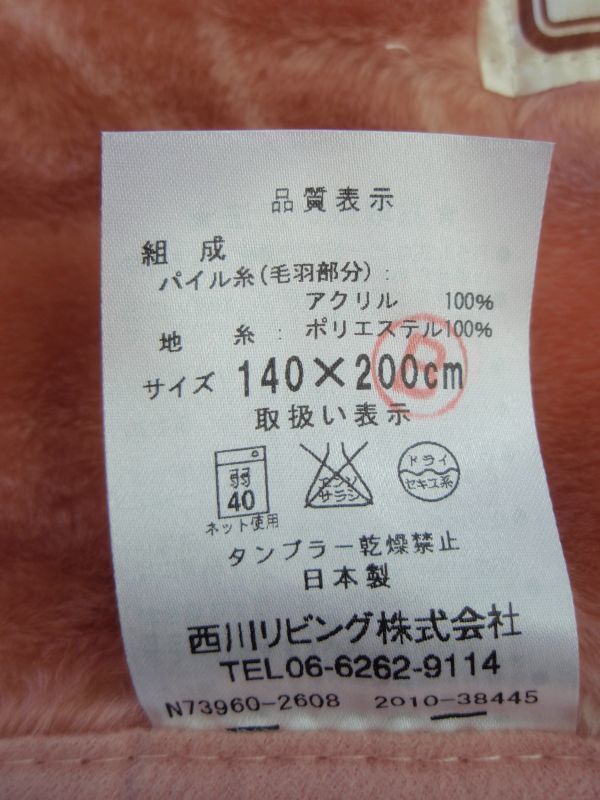 品質表示
組成
パイル糸(毛羽部分):
アクリル 100%
地糸: ポリエステル100%
サイズ 140×200cm
取扱い表示
弱
40
ネット使用
エンソ
サラシ
ドライ
セキユ系
タンブラー乾燥禁止
日本製
西川リビング株式会社
TEL06-6262-9114
N73960-2608 2010-38445